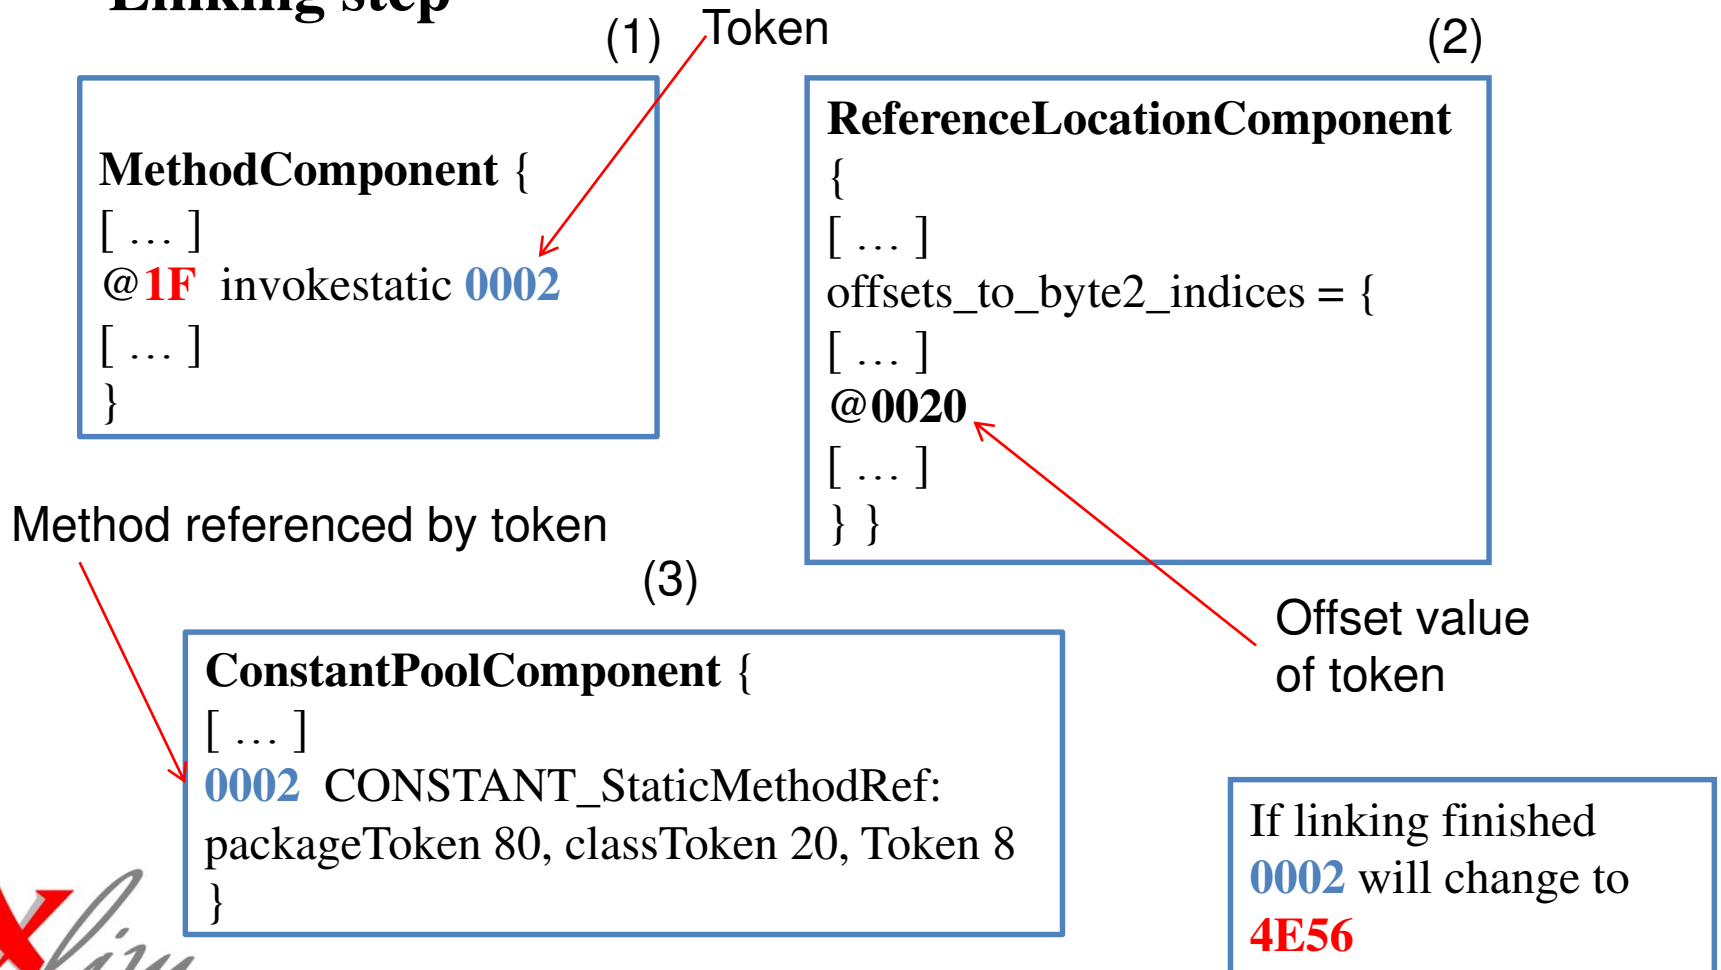 Linking step
(1)
Token
(2)
MethodComponent {
[ … ]
@1F invokestatic 0002
[ … ]
}
ReferenceLocationComponent
{
[ … ]
offsets_to_byte2_indices = {
[ … ]
@0020
[ … ]
} }
Method referenced by token
(3)
Offset value
of token
ConstantPoolComponent {
[ … ]
0002 CONSTANT_StaticMethodRef:
packageToken 80, classToken 20, Token 8
}
If linking finished
0002 will change to
4E56
Xlim